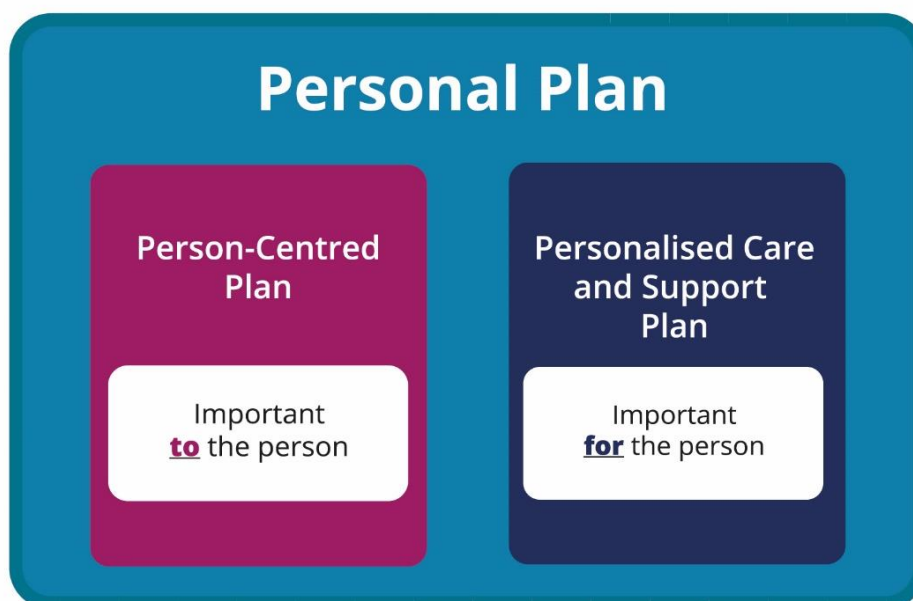 Personal Plan
Person-Centred
Plan
Important
to the person
Personalised Care
and Support
Plan
Important
for the person